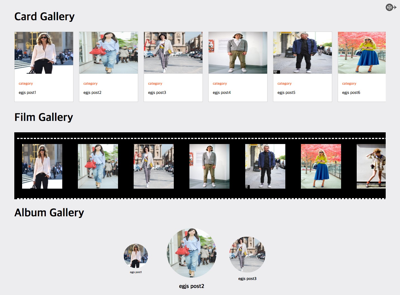 Card Gallery
category
category
category
category
category
category
egjs post1
egjs post2
egjs post3
egjs post4
egjs post5
egjs post6
Film Gallery
Album Gallery
egjs post1
egjs post2
egjs post3